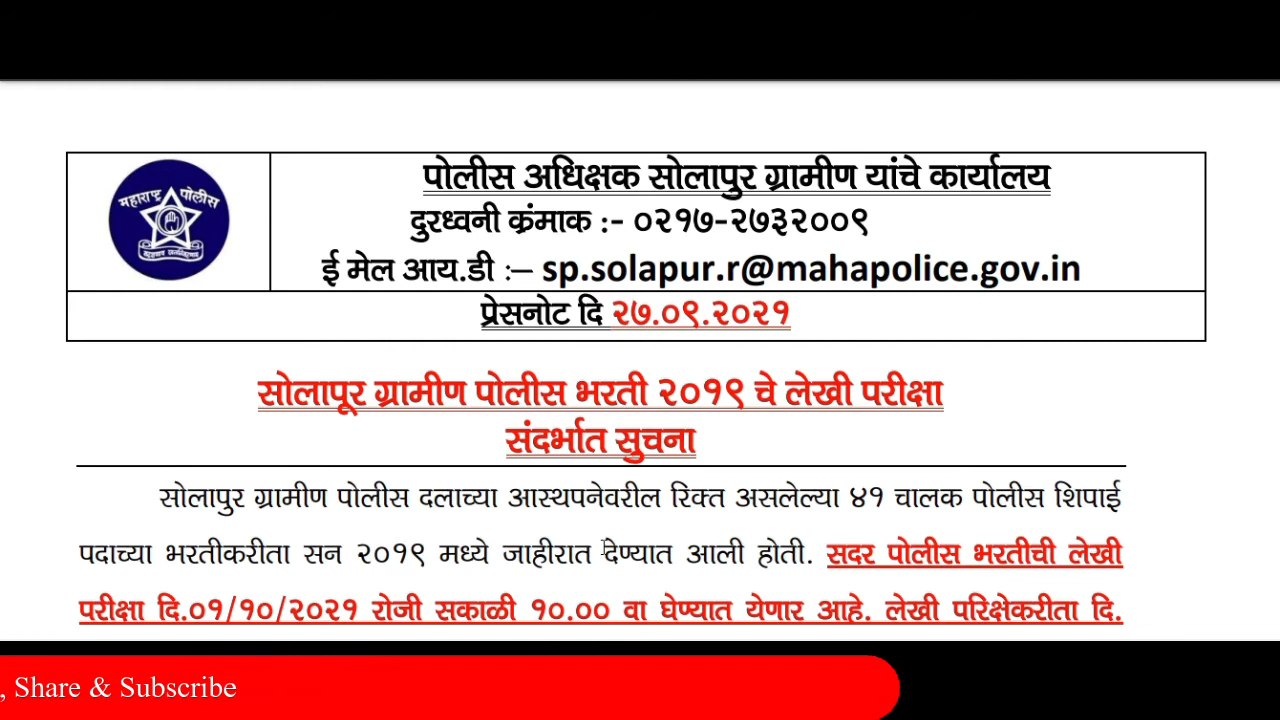 महाराष्ट्र पोलीस
पोलीस अधिक्षक सोलापुर ग्रामीण यांचे कार्यालय
दुरध्वनी क्रंमाक :- ०२१७-२७३२००९
ई मेल आय.डी :– sp.solapur.r@mahapolice.gov.in
प्रेसनोट दि २७.०९.२०२१
सोलापूर ग्रामीण पोलीस भरती २०१९ चे लेखी परीक्षा
संदर्भात सुचना
सोलापुर ग्रामीण पोलीस दलाच्या आस्थपनेवरील रिक्त असलेल्या ४१ चालक पोलीस शिपाई
पदाच्या भरतीकरीता सन २०१९ मध्ये जाहीरात देण्यात आली होती. सदर पोलीस भरतीची लेखी
परीक्षा दि.०१/१०/२०२१ रोजी सकाळी १०.०० वा घेण्यात येणार आहे. लेखी परिक्षेकरीता दि.
, Share & Subscribe